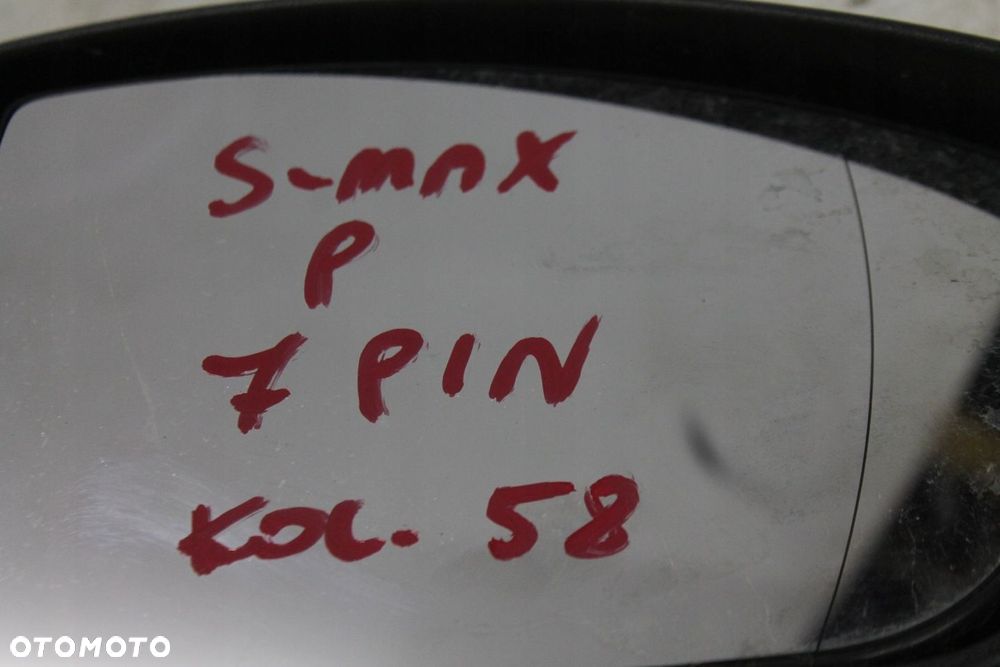 S-MAX
P
7 PIN
KOL. 58
OTOMOTO